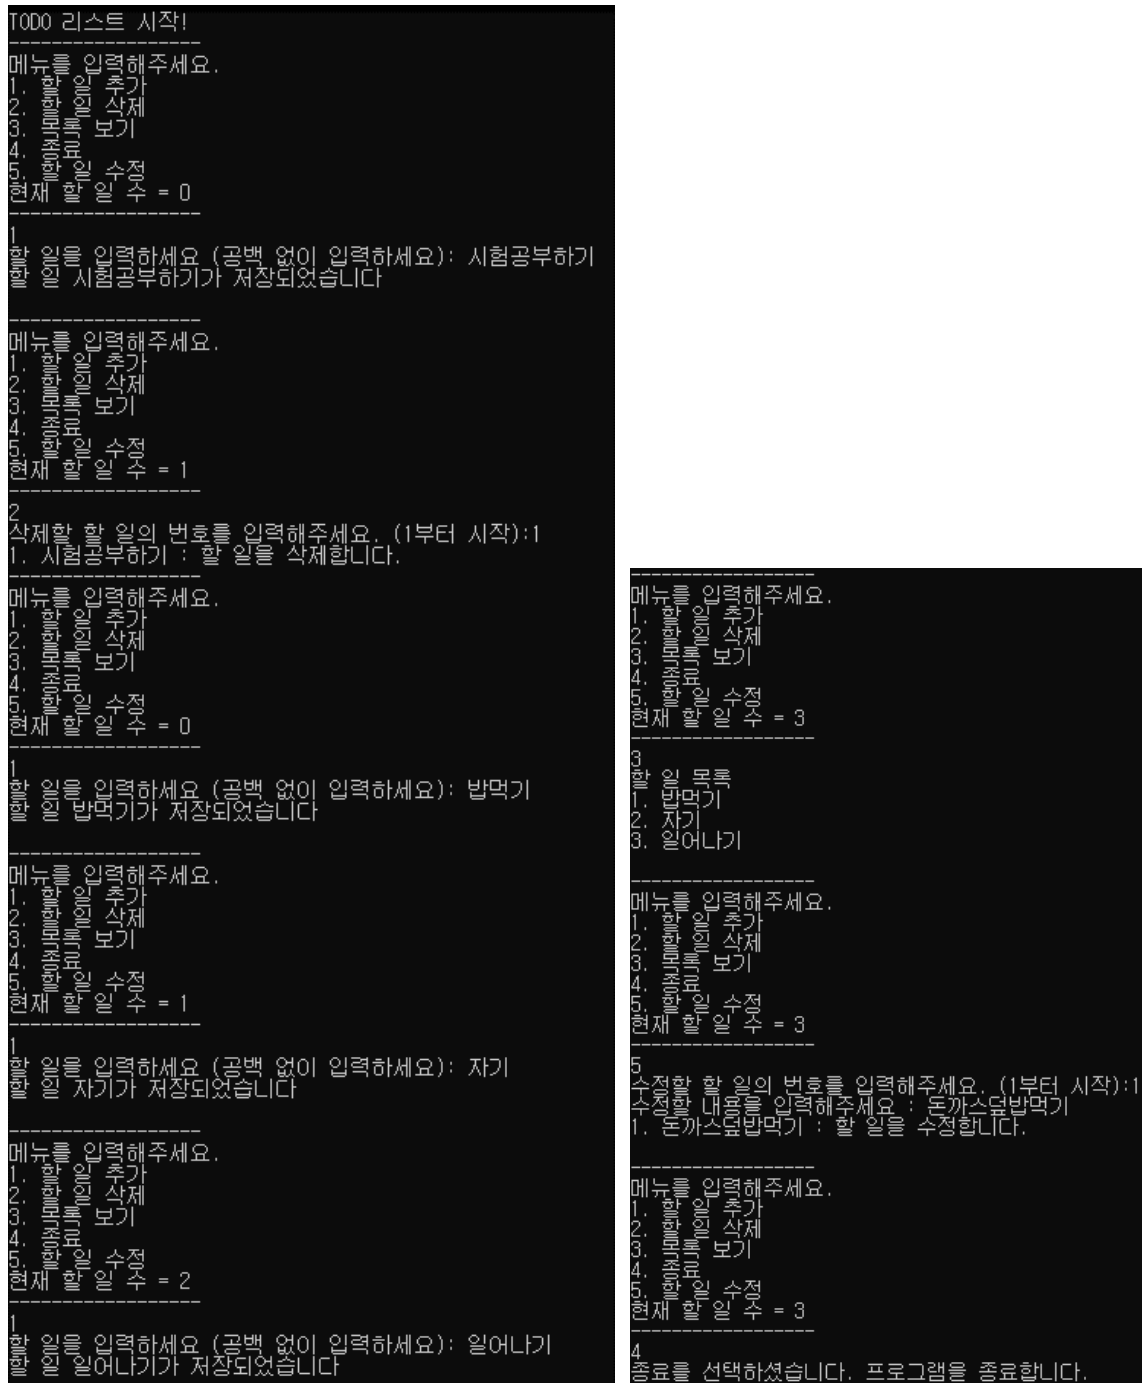 TODO 리스트 시작!
------------------
메뉴를 입력해주세요.
1. 할 일 추가
2. 할 일 삭제
3. 목록 보기
4. 종료
5. 할 일 수정
현재 할 일 수 = 0
------------------
1
할 일을 입력하세요 (공백 없이 입력하세요): 시험공부하기
할 일 시험공부하기가 저장되었습니다
------------------
메뉴를 입력해주세요.
1. 할 일 추가
2. 할 일 삭제
3. 목록 보기
4. 종료
5. 할 일 수정
현재 할 일 수 = 1
------------------
2
삭제할 할 일의 번호를 입력해주세요. (1부터 시작):1
1. 시험공부하기 : 할 일을 삭제합니다.
------------------
메뉴를 입력해주세요.
1. 할 일 추가
2. 할 일 삭제
3. 목록 보기
4. 종료
5. 할 일 수정
현재 할 일 수 = 0
------------------
1
할 일을 입력하세요 (공백 없이 입력하세요): 밥먹기
할 일 밥먹기가 저장되었습니다
------------------
메뉴를 입력해주세요.
1. 할 일 추가
2. 할 일 삭제
3. 목록 보기
4. 종료
5. 할 일 수정
현재 할 일 수 = 1
------------------
1
할 일을 입력하세요 (공백 없이 입력하세요): 자기
할 일 자기가 저장되었습니다
------------------
메뉴를 입력해주세요.
1. 할 일 추가
2. 할 일 삭제
3. 목록 보기
4. 종료
5. 할 일 수정
현재 할 일 수 = 2
------------------
1
할 일을 입력하세요 (공백 없이 입력하세요): 일어나기
할 일 일어나기가 저장되었습니다
------------------
메뉴를 입력해주세요.
1. 할 일 추가
2. 할 일 삭제
3. 목록 보기
4. 종료
5. 할 일 수정
현재 할 일 수 = 3
------------------
3
할 일 목록
1. 밥먹기
2. 자기
3. 일어나기
------------------
메뉴를 입력해주세요.
1. 할 일 추가
2. 할 일 삭제
3. 목록 보기
4. 종료
5. 할 일 수정
현재 할 일 수 = 3
------------------
5
수정할 할 일의 번호를 입력해주세요. (1부터 시작):1
수정할 내용을 입력해주세요 : 돈까스덮밥먹기
1. 돈까스덮밥먹기 : 할 일을 수정합니다.
------------------
메뉴를 입력해주세요.
1. 할 일 추가
2. 할 일 삭제
3. 목록 보기
4. 종료
5. 할 일 수정
현재 할 일 수 = 3
------------------
4
종료를 선택하셨습니다. 프로그램을 종료합니다.